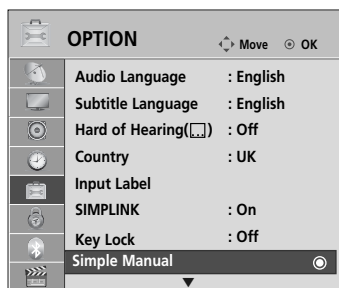 OPTION Move OK
Audio Language : English
Subtitle Language : English
Hard of Hearing( ) : Off
Country : UK
Input Label
SIMPLINK : On
Key Lock : Off
Simple Manual